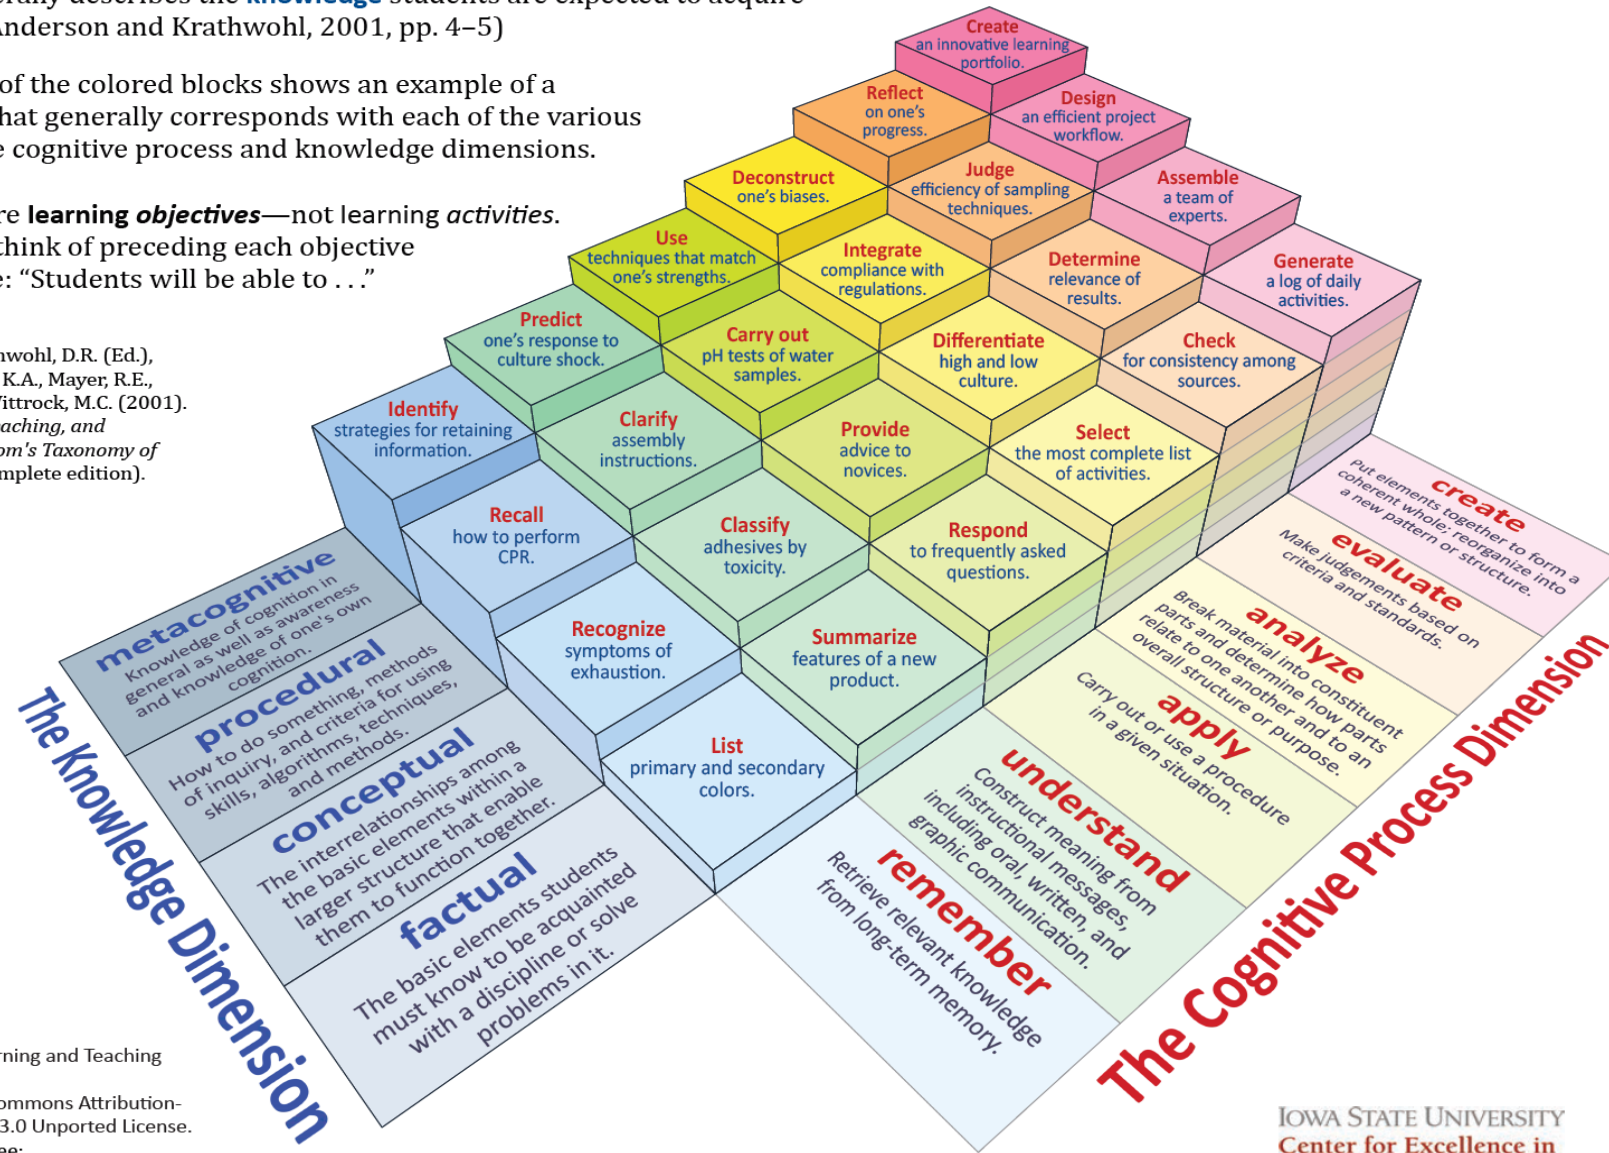 orally describes the knowledge students are expected to acquire
Anderson and Krathwohl, 2001, pp. 4–5)
of the colored blocks shows an example of a
hat generally corresponds with each of the various
e cognitive process and knowledge dimensions.
re learning objectives—not learning activities.
think of preceding each objective
e: “Students will be able to . . .”
nwohl, D.R. (Ed.),
K.A., Mayer, R.E.,
Wittrock, M.C. (2001).
eaching, and
om's Taxonomy of
mplete edition).
Create
an innovative learning
portfolio.
Reflect
on one’s
progress.
Design
an efficient project
workflow.
Deconstruct
one’s biases.
Judge
efficiency of sampling
techniques.
Assemble
a team of
experts.
Use
techniques that match
one’s strengths.
Integrate
compliance with
regulations.
Determine
relevance of
results.
Generate
a log of daily
activities.
Predict
one’s response to
culture shock.
Carry out
pH tests of water
samples.
Differentiate
high and low
culture.
Check
for consistency among
sources.
Identify
strategies for retaining
information.
Clarify
assembly
instructions.
Provide
advice to
novices.
Select
the most complete list
of activities.
Recall
how to perform
CPR.
Classify
adhesives by
toxicity.
Respond
to frequently asked
questions.
Recognize
symptoms of
exhaustion.
Summarize
features of a new
product.
List
primary and secondary
colors.
metacognitive
Knowledge of cognition in
general as well as awareness
and knowledge of one's own
cognition.
procedural
How to do something, methods
of inquiry, and criteria for using
skills, algorithms, techniques,
and methods.
conceptual
The interrelationships among
the basic elements within a
larger structure that enable
them to function together.
factual
The basic elements students
must know to be acquainted
with a discipline or solve
problems in it.
The Knowledge Dimension
create
Put elements together to form a
coherent whole; reorganize into
a new pattern or structure.
evaluate
Make judgements based on
criteria and standards.
analyze
Break material into constituent
parts and determine how parts
relate to one another and to an
overall structure or purpose.
apply
Carry out or use a procedure
in a given situation.
understand
Construct meaning from
instructional messages,
including oral, written, and
graphic communication.
remember
Retrieve relevant knowledge
from long-term memory.
The Cognitive Process Dimension
rning and Teaching
ommons Attribution-
3.0 Unported License.
ee:
IOWA STATE UNIVERSITY
Center for Excellence in